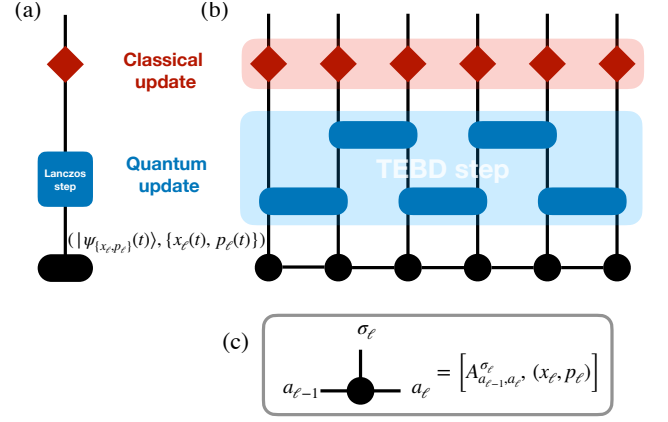 (a)
(b)
Classical
update
Lanczos
step
Quantum
update
TEBD step
(|ψ_{{x_ℓ,p_ℓ}}(t)⟩, {x_ℓ(t), p_ℓ(t)})
(c)
σ_ℓ
a_{ℓ−1} a_ℓ = [A^{σ_ℓ}_{a_{ℓ−1},a_ℓ}, (x_ℓ, p_ℓ)]